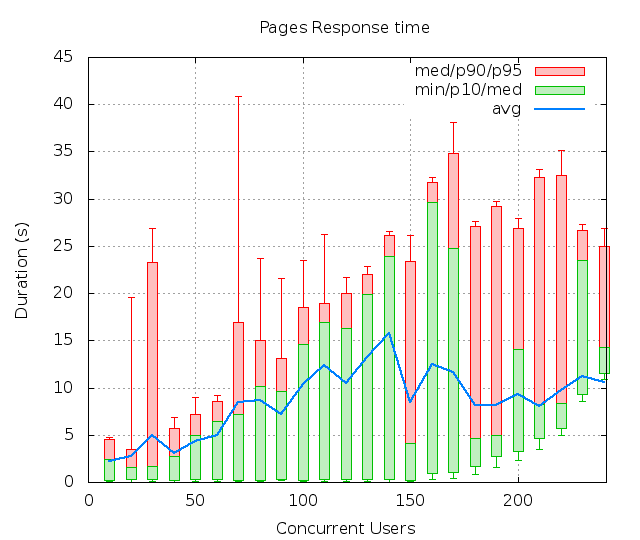 Pages Response time
45
40
35
30
25
20
15
10
5
0
Duration (s)
med/p90/p95
min/p10/med
avg
0 50 100 150 200
Concurrent Users